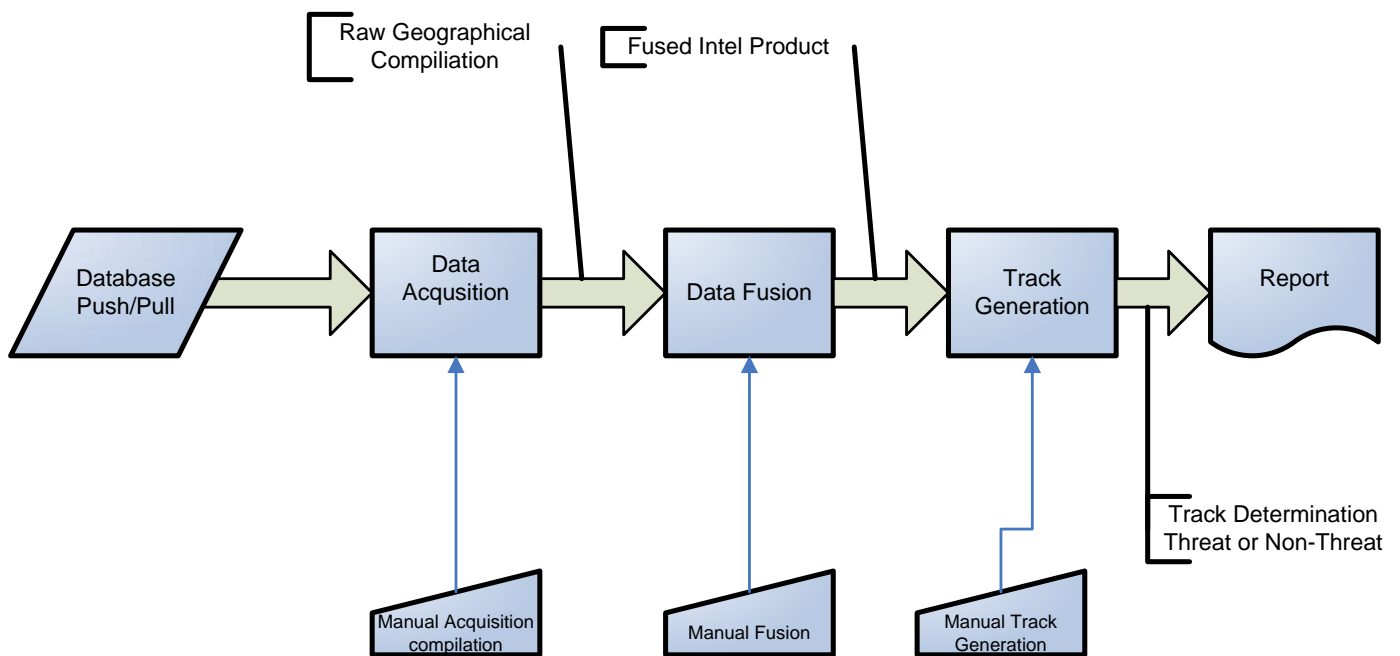 Raw Geographical
Compiliation
Fused Intel Product
Database
Push/Pull
Data
Acqusition
Data Fusion
Track
Generation
Report
Track Determination
Threat or Non-Threat
Manual Acquisition
compilation
Manual Fusion
Manual Track
Generation